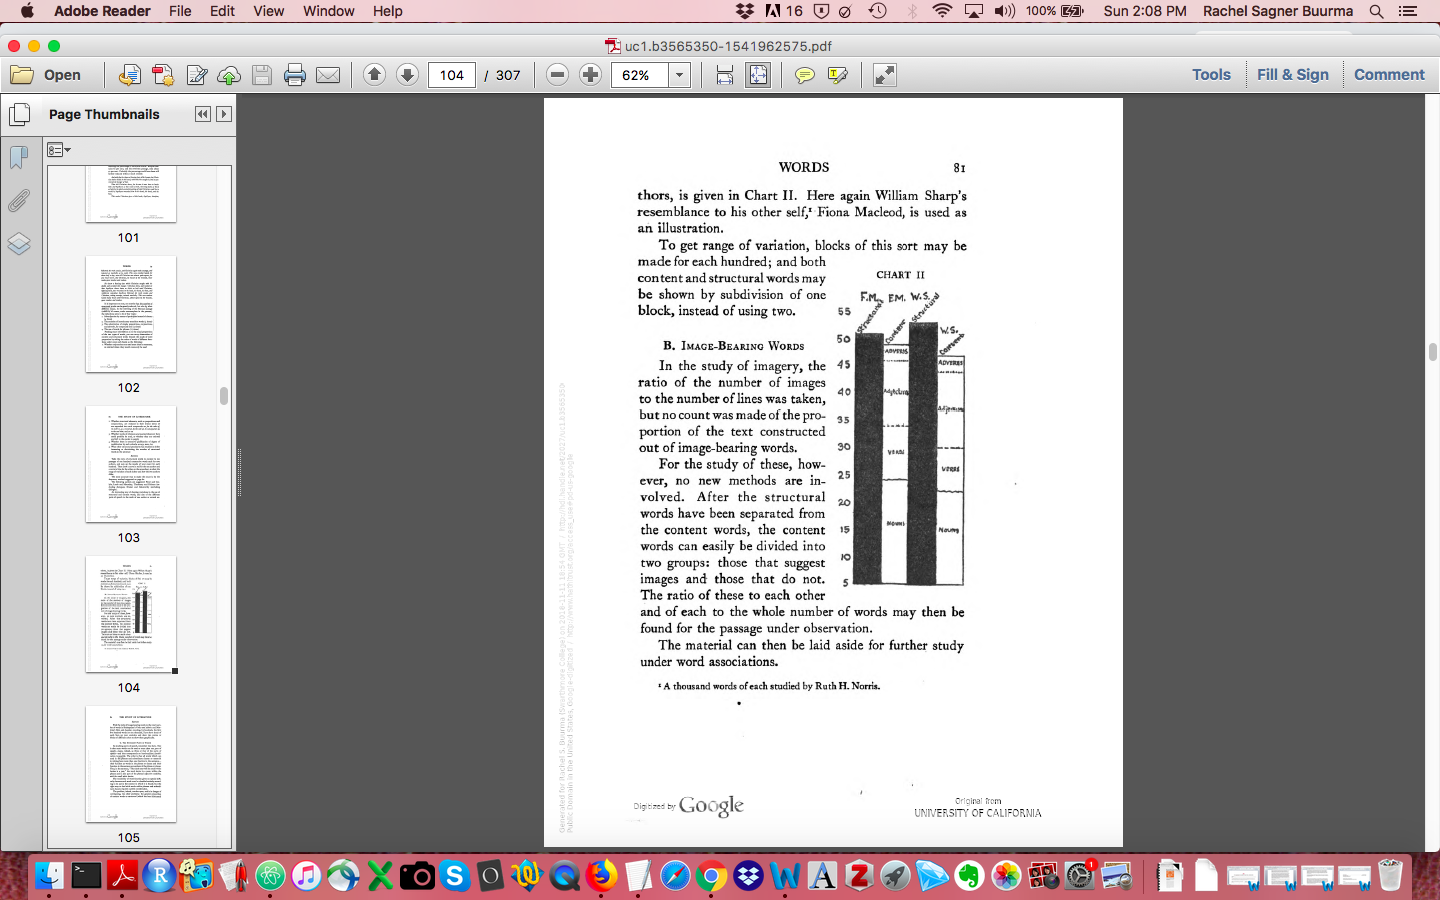 Adobe Reader File Edit View Window Help
16 100% Sun 2:08 PM Rachel Sagner Buurma
uc1.b3565350-1541962575.pdf
Open 104 / 307 62% Tools Fill & Sign Comment
Page Thumbnails
101
102
103
104
105
WORDS 81
thors, is given in Chart II. Here again William Sharp's
resemblance to his other self,¹ Fiona Macleod, is used as
an illustration.
To get range of variation, blocks of this sort may be
made for each hundred; and both
content and structural words may
be shown by subdivision of one
block, instead of using two.
B. IMAGE-BEARING WORDS
In the study of imagery, the
ratio of the number of images
to the number of lines was taken,
but no count was made of the pro-
portion of the text constructed
out of image-bearing words.
For the study of these, how-
ever, no new methods are in-
volved. After the structural
words have been separated from
the content words, the content
words can easily be divided into
two groups: those that suggest
images and those that do not.
The ratio of these to each other
CHART II
F.M. W.S.
Structural Content Structural
W.S.
Content
55
50
45
40
35
30
25
20
15
10
5
ADVERBS
Adjectives
VERBS
NOUNS
ADVERBS
Adjectives
VERBS
Nouns
and of each to the whole number of words may then be
found for the passage under observation.
The material can then be laid aside for further study
under word associations.
¹ A thousand words of each studied by Ruth H. Norris.
Digitized by Google
Original from
UNIVERSITY OF CALIFORNIA